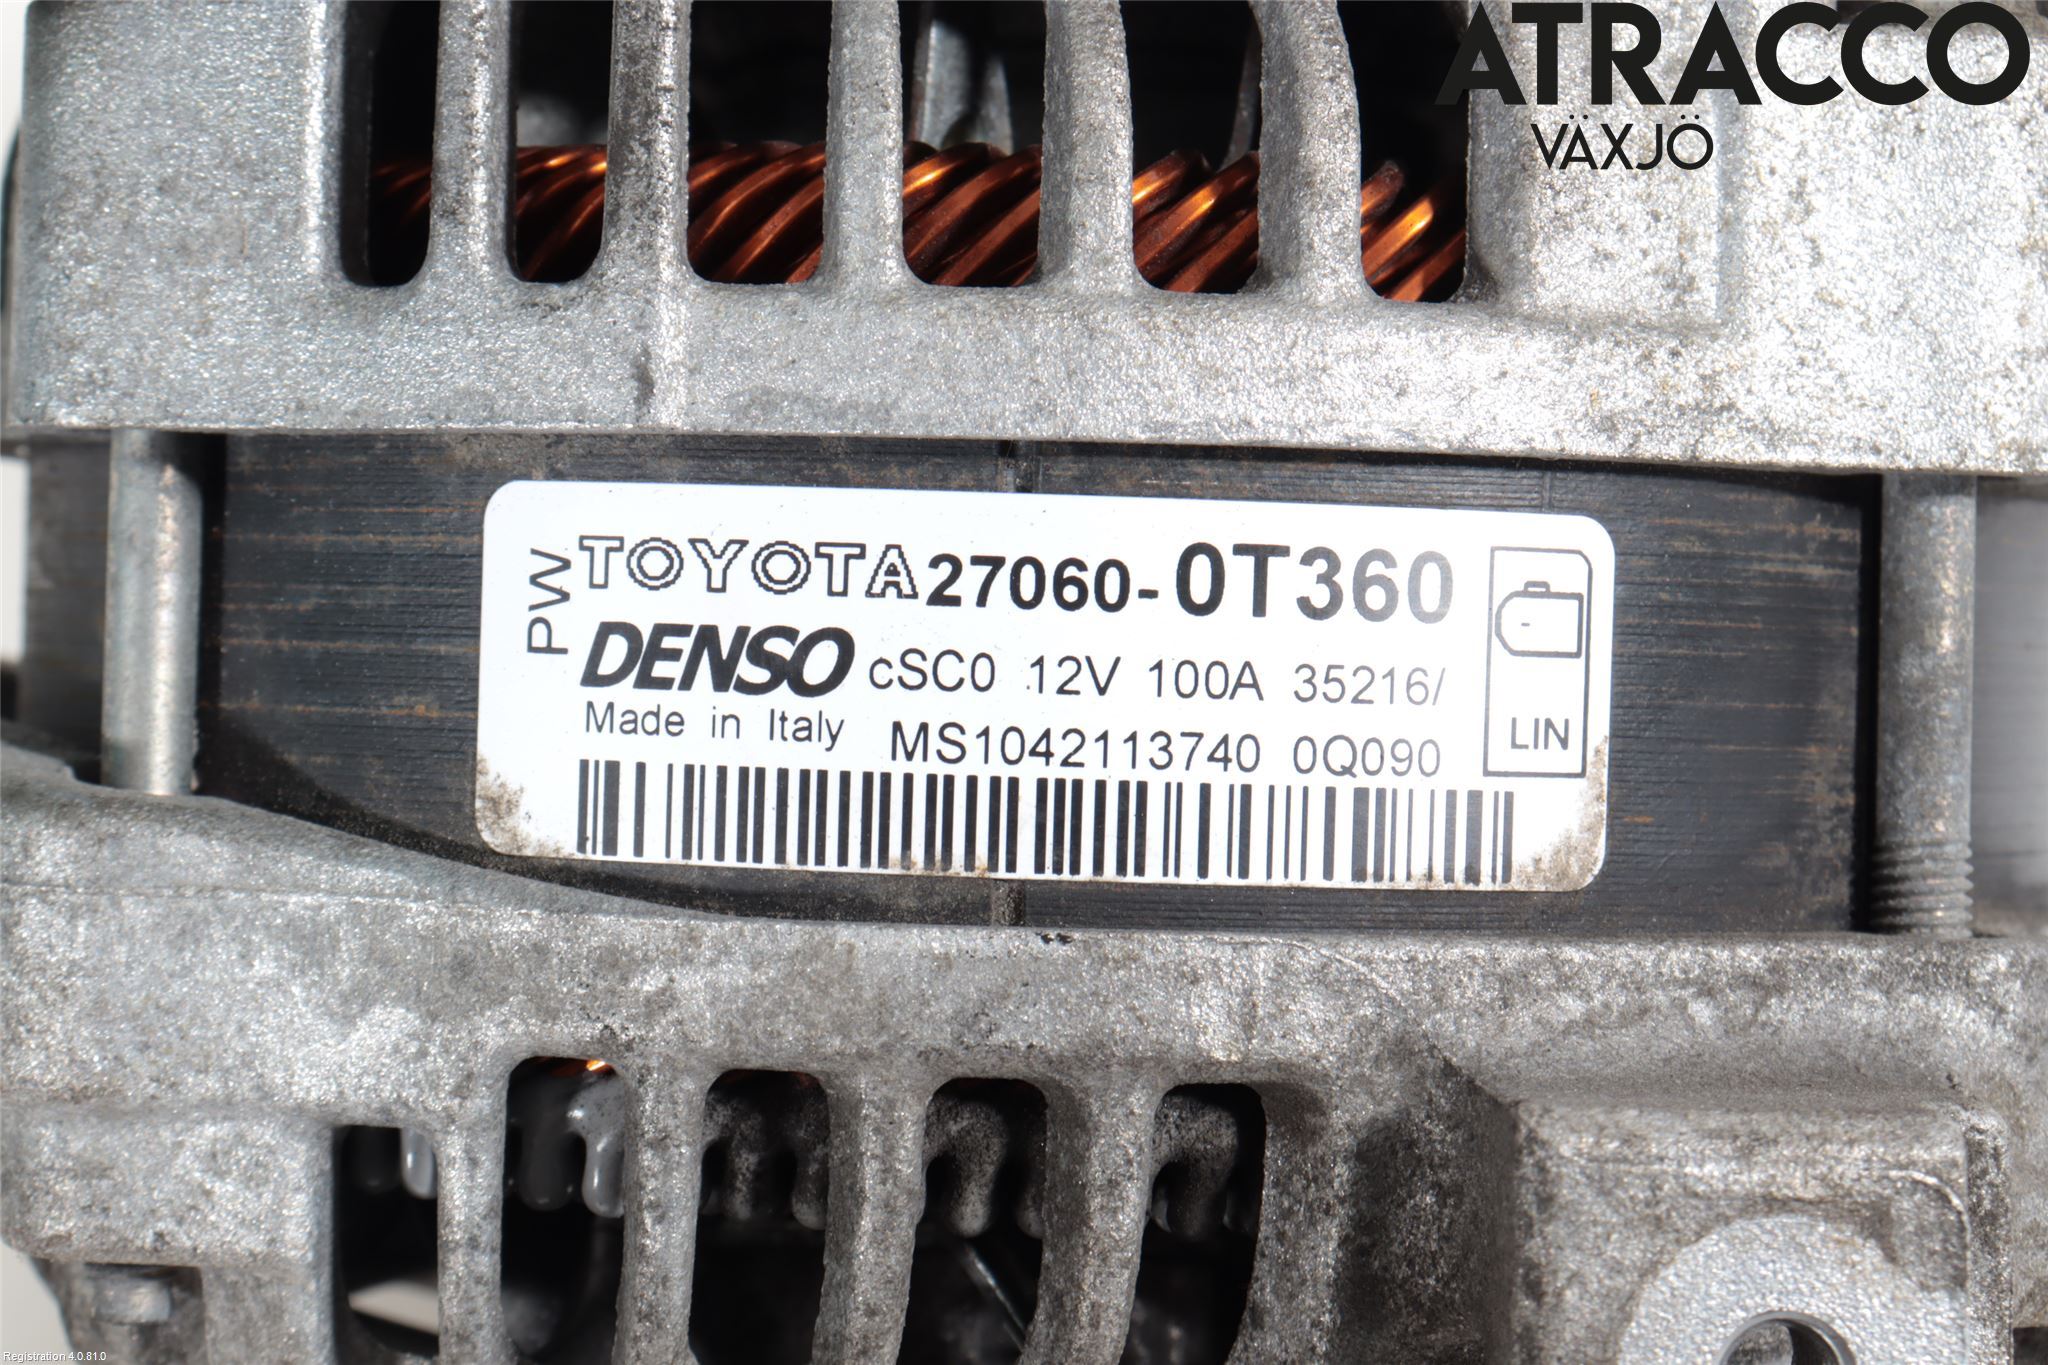 ATRACCO
VÄXJÖ
PW
TOYOTA 27060-0T360
DENSO cSC0 12V 100A 35216/
Made in Italy MS1042113740 0Q090
LIN
Registration 4.0.81.0